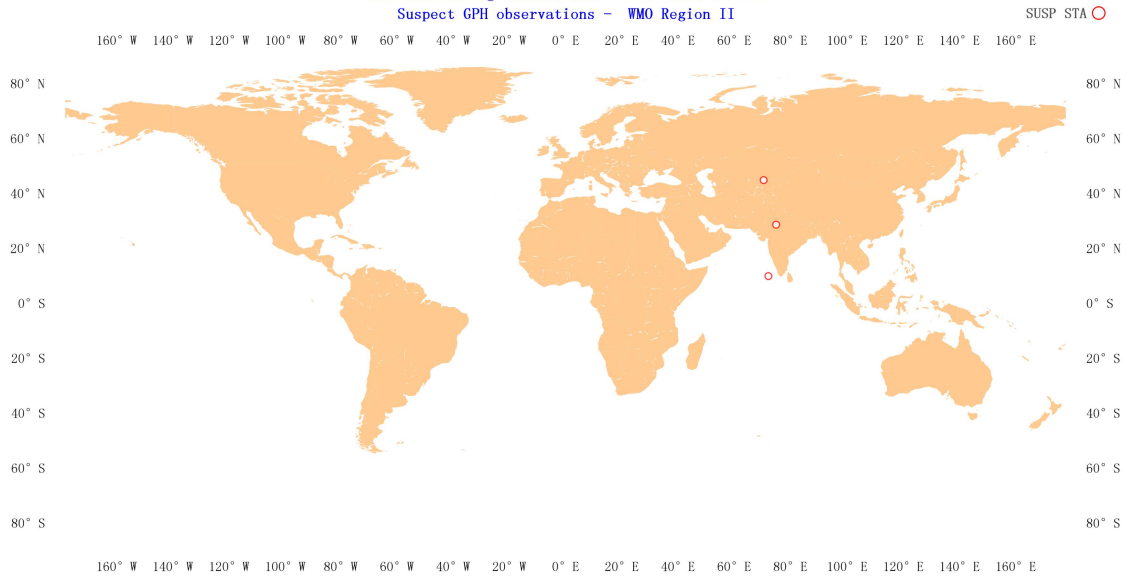 Suspect GPH observations - WMO Region II
SUSP STA
160° W 140° W 120° W 100° W 80° W 60° W 40° W 20° W 0° E 20° E 40° E 60° E 80° E 100° E 120° E 140° E 160° E
80° N 80° N
60° N 60° N
40° N 40° N
20° N 20° N
0° S 0° S
20° S 20° S
40° S 40° S
60° S 60° S
80° S 80° S
160° W 140° W 120° W 100° W 80° W 60° W 40° W 20° W 0° E 20° E 40° E 60° E 80° E 100° E 120° E 140° E 160° E